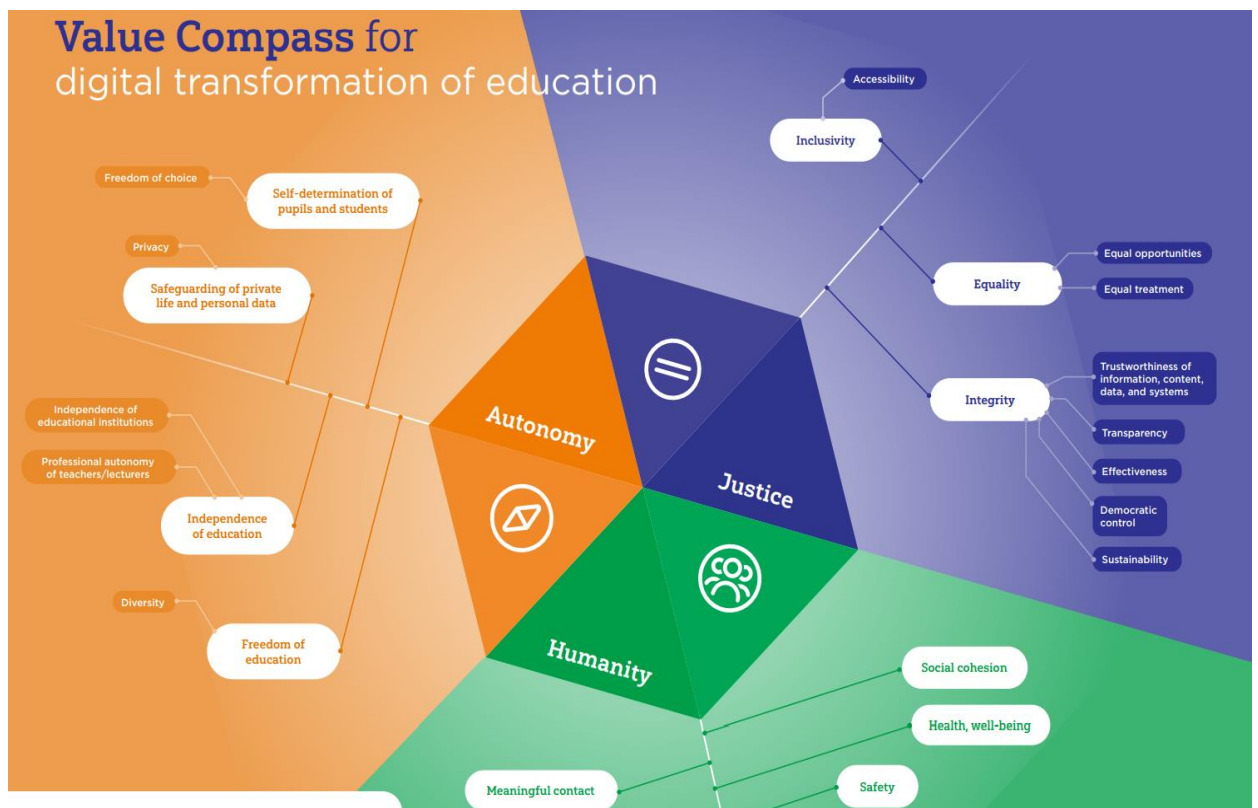 Value Compass for
digital transformation of education
Freedom of choice
Self-determination of
pupils and students
Privacy
Safeguarding of private
life and personal data
Independence of
educational institutions
Professional autonomy
of teachers/lecturers
Independence
of education
Diversity
Freedom of
education
Autonomy
Accessibility
Inclusivity
Equal opportunities
Equality
Equal treatment
Trustworthiness of
information, content,
data, and systems
Integrity
Transparency
Effectiveness
Democratic
control
Sustainability
Justice
Humanity
Social cohesion
Health, well-being
Meaningful contact
Safety